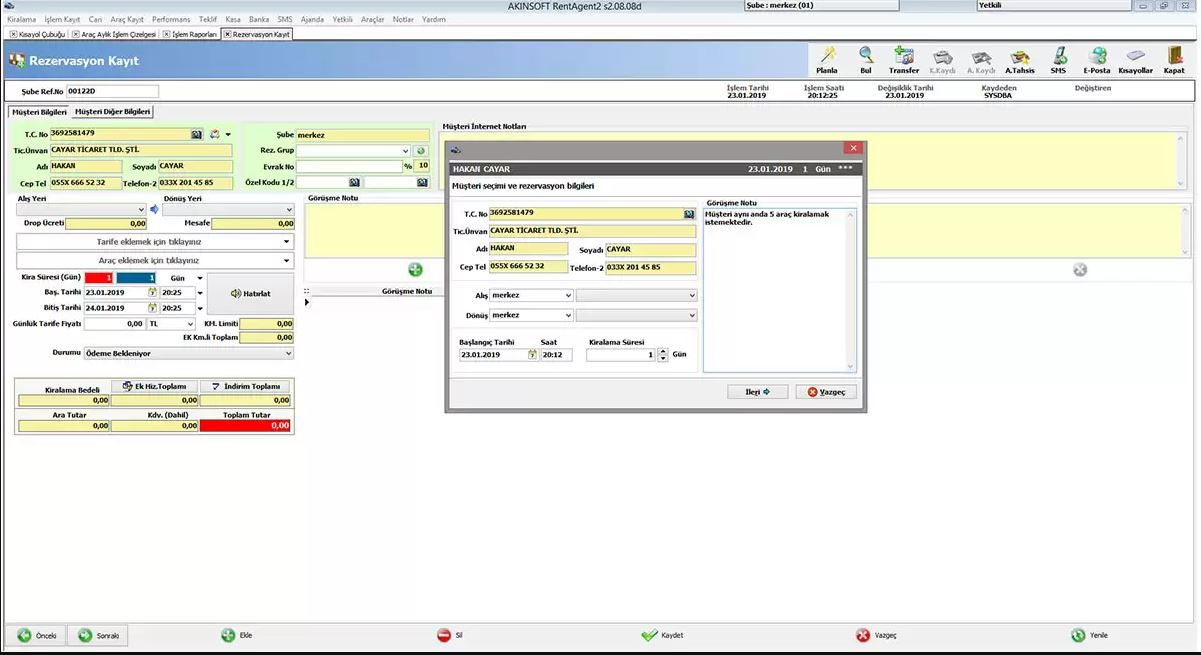 AKINSOFT RentAgent2 s2.08.08d
Şube : merkez (01)
Yetkili
Kiralama İşlem Kayıt Cari Araç Kayıt Performans Teklif Kasa Banka SMS Ajanda Yetkili Araçlar Notlar Yardım
Kısayol Çubuğu Araç Aylık İşlem Çizelgesi İşlem Raporları Rezervasyon Kayıt
Rezervasyon Kayıt
Planla Bul Transfer K.Kaydı A. Kaydı A.Tahsis SMS E-Posta Kısayollar Kapat
Şube Ref.No 00122D
İşlem Tarihi İşlem Saati Değişiklik Tarihi Kaydeden Değiştiren
23.01.2019 20:12:25 23.01.2019 SYSDBA
Müşteri Bilgileri Müşteri Diğer Bilgileri
T.C. No 3692581479
Tic.Ünvan CAYAR TİCARET TLD. ŞTİ.
Adı HAKAN Soyadı CAYAR
Cep Tel 055X 666 52 32 Telefon-2 033X 201 45 85
Şube merkez
Rez. Grup
Evrak No % 10
Özel Kodu 1/2
Müşteri İnternet Notları
Alış Yeri Dönüş Yeri
Drop Ücreti 0,00 Mesafe 0,00
Tarife eklemek için tıklayınız
Araç eklemek için tıklayınız
Kira Süresi (Gün) 1 1 Gün
Baş. Tarihi 23.01.2019 20:25
Bitiş Tarihi 24.01.2019 20:25
Hatırlat
Günlük Tarife Fiyatı 0,00 TL KM. Limiti 0,00
EK Km.li Toplam 0,00
Durumu Ödeme Bekleniyor
Kiralama Bedeli Ek Hiz.Toplamı İndirim Toplamı
0,00 0,00 0,00
Ara Tutar Kdv. (Dahil) Toplam Tutar
0,00 0,00 0,00
Görüşme Notu
Görüşme Notu
HAKAN CAYAR 23.01.2019 1 Gün ***
Müşteri seçimi ve rezervasyon bilgileri
T.C. No 3692581479
Tic.Ünvan CAYAR TİCARET TLD. ŞTİ.
Adı HAKAN Soyadı CAYAR
Cep Tel 055X 666 52 32 Telefon-2 033X 201 45 85
Alış merkez
Dönüş merkez
Başlangıç Tarihi Saat Kiralama Süresi
23.01.2019 20:12 1 Gün
Görüşme Notu
Müşteri aynı anda 5 araç kiralamak
istemektedir.
İleri Vazgeç
Önceki Sonraki Ekle Sil Kaydet Vazgeç Yenile